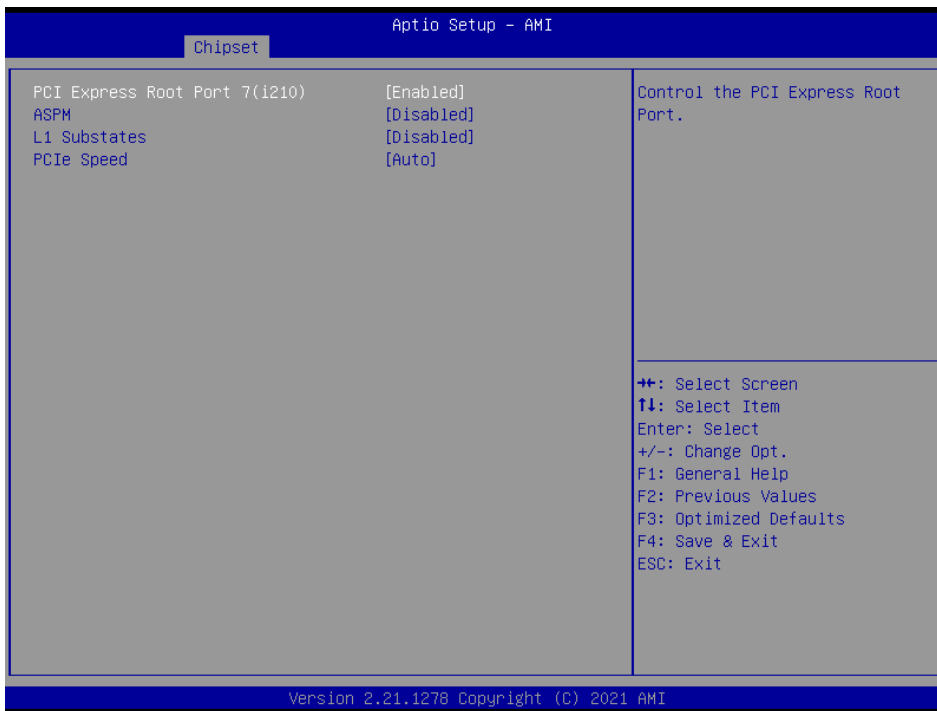 Aptio Setup – AMI
Chipset
PCI Express Root Port 7(i210) [Enabled]
ASPM [Disabled]
L1 Substates [Disabled]
PCIe Speed [Auto]
Control the PCI Express Root
Port.
→←: Select Screen
↑↓: Select Item
Enter: Select
+/-: Change Opt.
F1: General Help
F2: Previous Values
F3: Optimized Defaults
F4: Save & Exit
ESC: Exit
Version 2.21.1278 Copyright (C) 2021 AMI